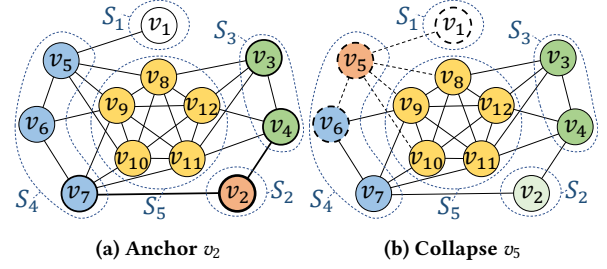 S1 v1 S3
v5 v8 v3
v9 v12
v6 v4
v10 v11
S4 v7 S5 v2 S2
(a) Anchor v2
S1 v1 S3
v5 v8 v3
v9 v12
v6 v4
v10 v11
S4 v7 S5 v2 S2
(b) Collapse v5